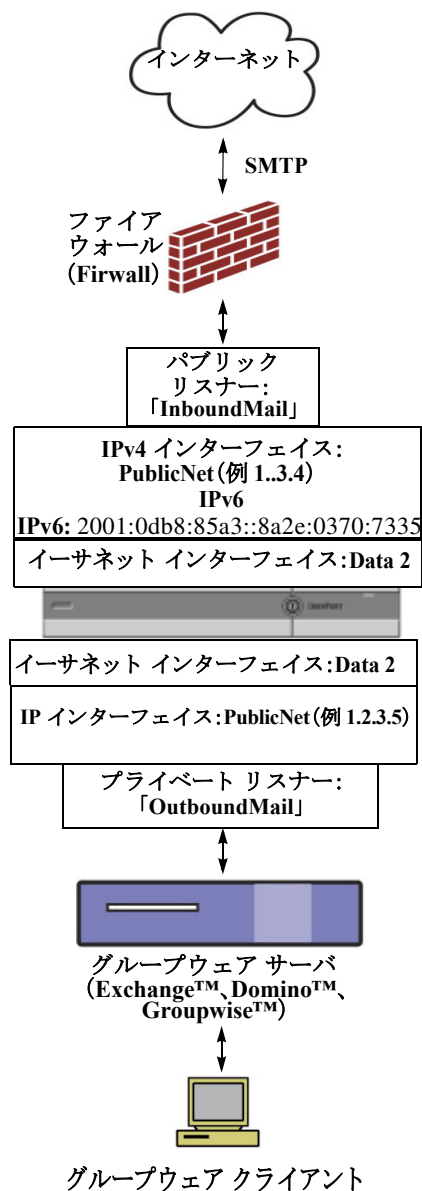 インターネット
SMTP
ファイア
ウォール
(Firwall)
パブリック
リスナー:
「InboundMail」
IPv4 インターフェイス:
PublicNet(例 1..3.4)
IPv6
IPv6: 2001:0db8:85a3::8a2e:0370:7335
イーサネット インターフェイス:Data 2
IRONPORT
イーサネット インターフェイス:Data 2
IP インターフェイス:PublicNet(例 1.2.3.5)
プライベート リスナー:
「OutboundMail」
グループウェア サーバ
(Exchange™、Domino™、
Groupwise™)
グループウェア クライアント